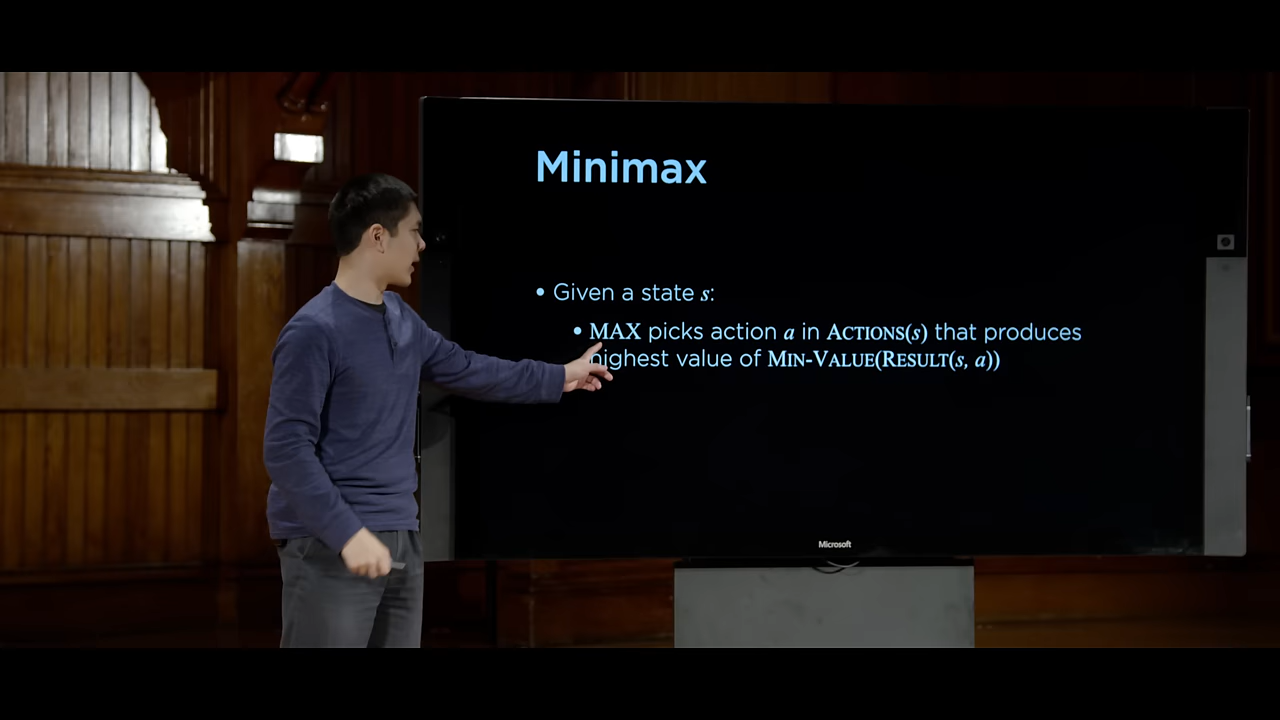 Minimax
• Given a state s:
• MAX picks action a in ACTIONS(s) that produces
highest value of MIN-VALUE(RESULT(s, a))
Microsoft